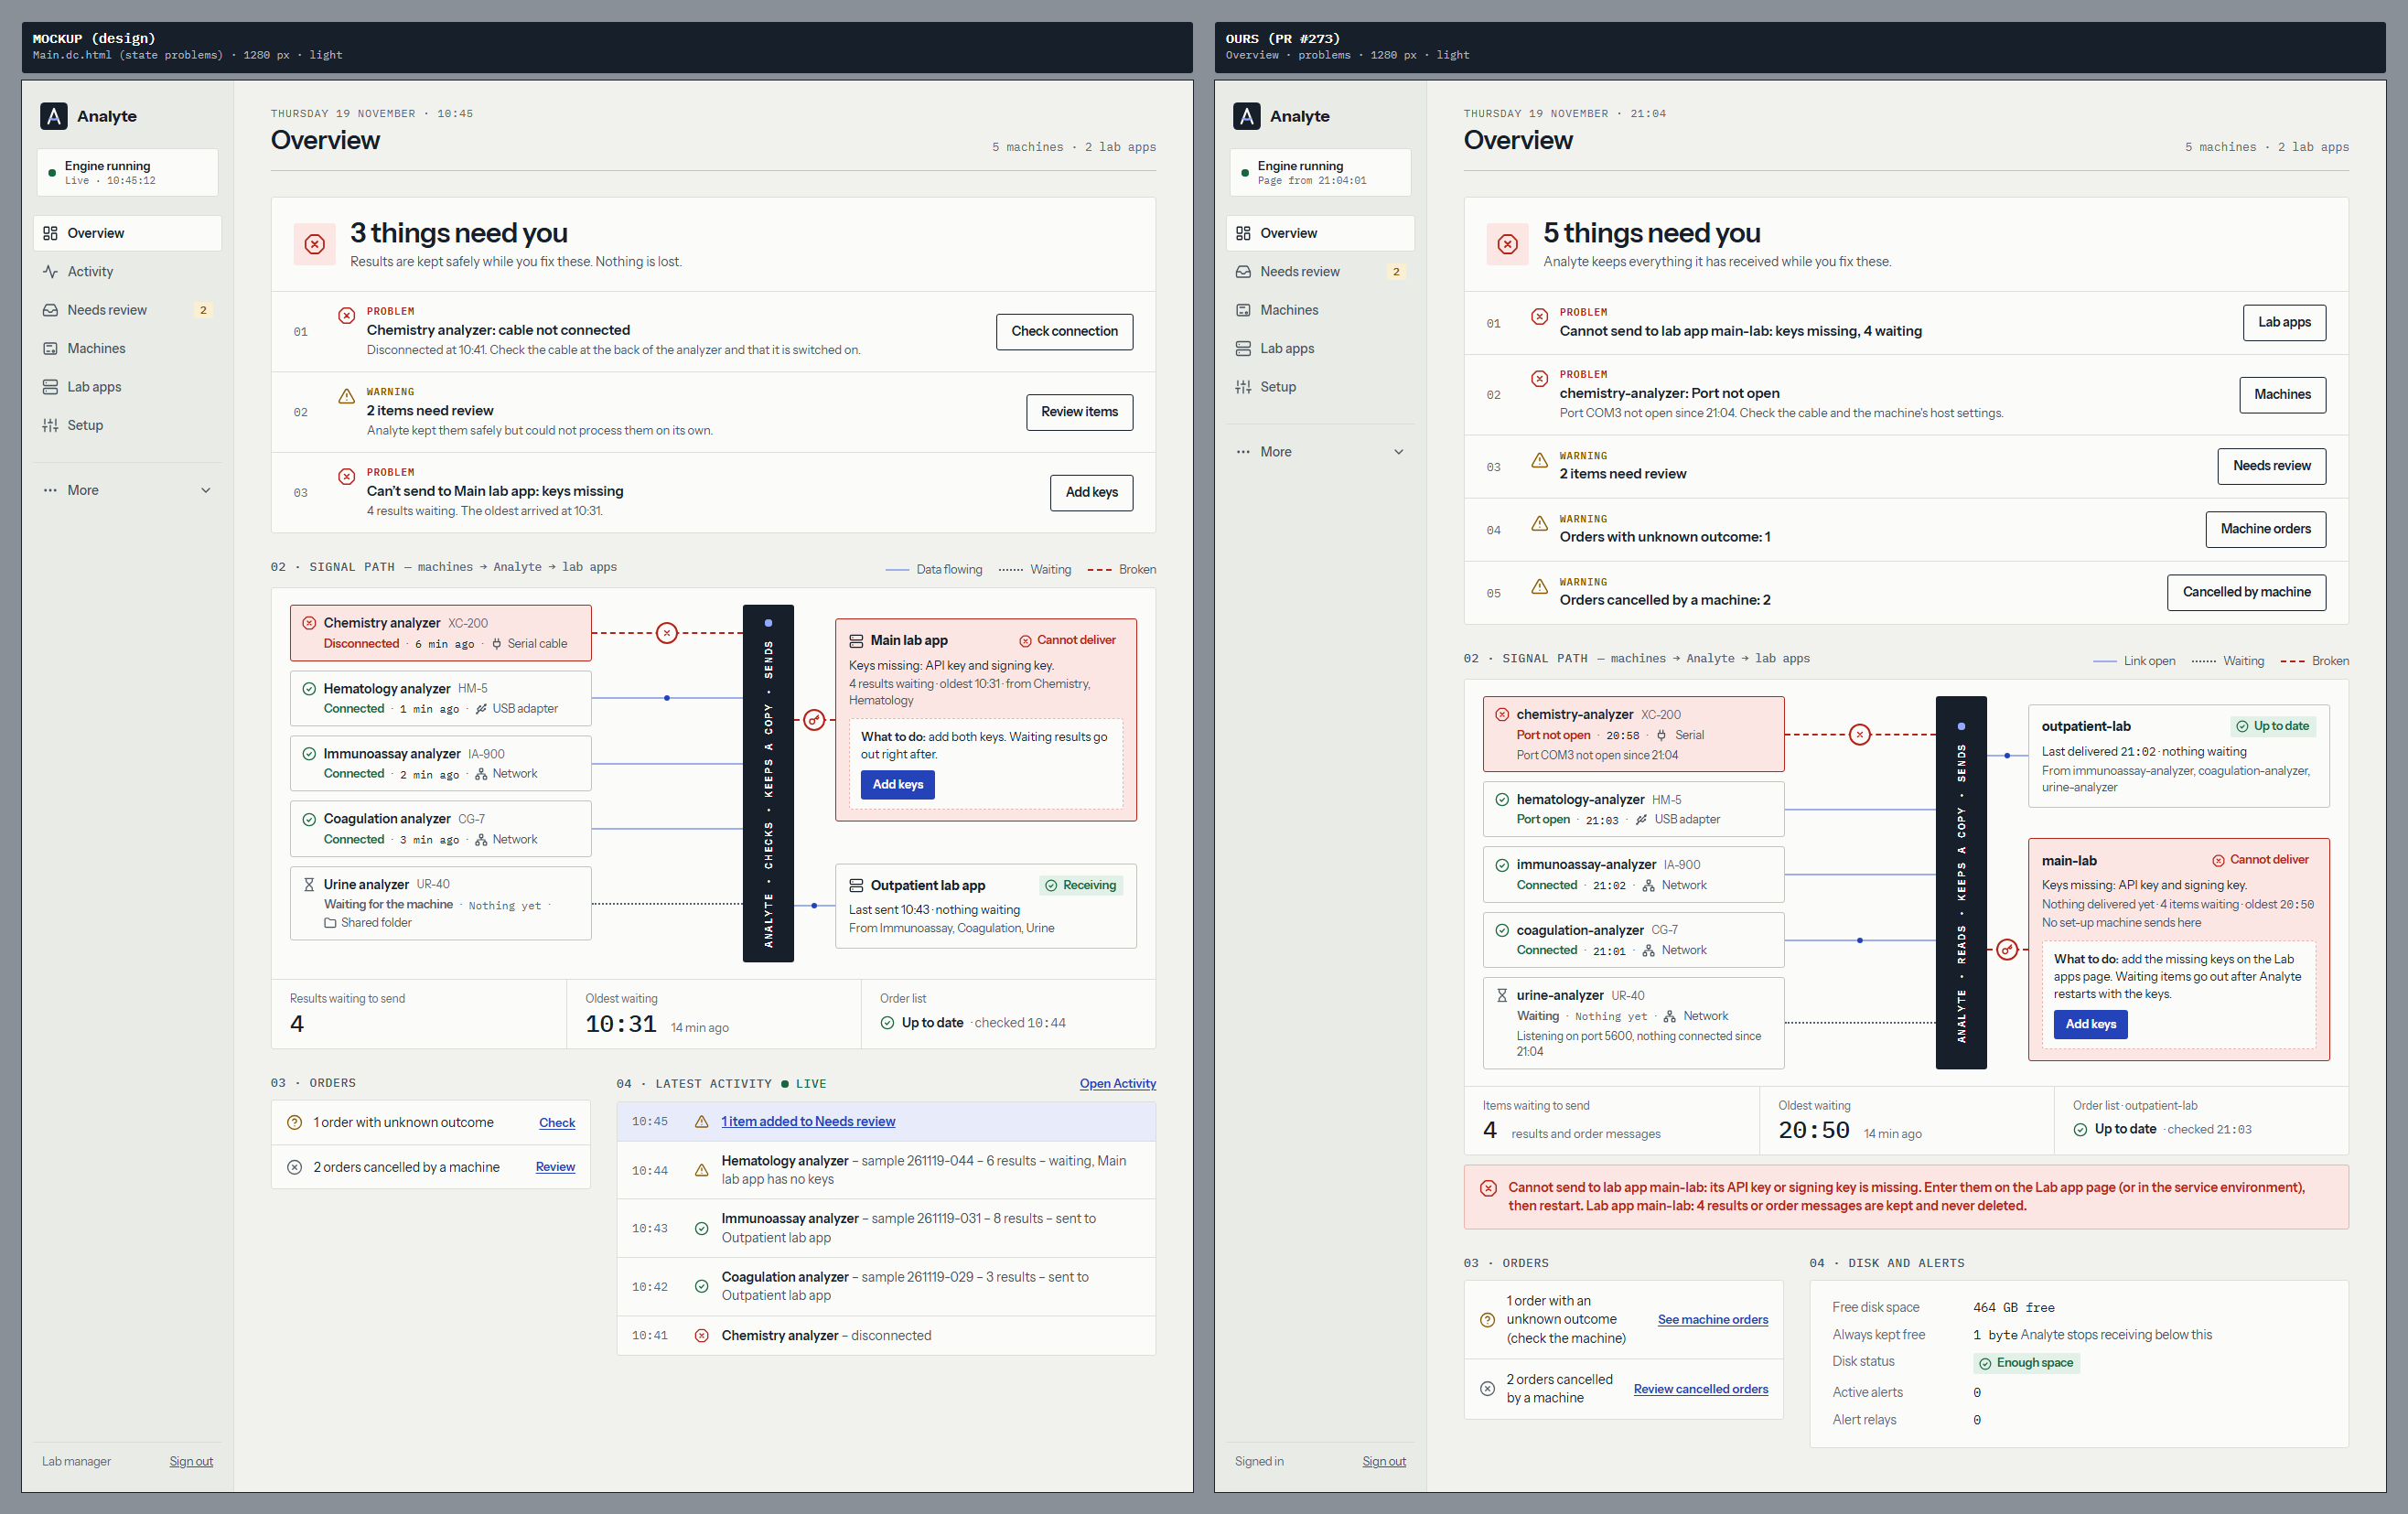 MOCKUP (design)
Main.dc.html (state problems) · 1280 px · light
Analyte
Engine running
Live · 10:45:12
Overview
Activity
Needs review 2
Machines
Lab apps
Setup
More
Lab manager Sign out
THURSDAY 19 NOVEMBER · 10:45
Overview
5 machines · 2 lab apps
3 things need you
Results are kept safely while you fix these. Nothing is lost.
01
PROBLEM
Chemistry analyzer: cable not connected
Disconnected at 10:41. Check the cable at the back of the analyzer and that it is switched on.
Check connection
02
WARNING
2 items need review
Analyte kept them safely but could not process them on its own.
Review items
03
PROBLEM
Can't send to Main lab app: keys missing
4 results waiting. The oldest arrived at 10:31.
Add keys
02 · SIGNAL PATH — machines → Analyte → lab apps
Data flowing Waiting Broken
Chemistry analyzer XC-200
Disconnected · 6 min ago · Serial cable
Hematology analyzer HM-5
Connected · 1 min ago · USB adapter
Immunoassay analyzer IA-900
Connected · 2 min ago · Network
Coagulation analyzer CG-7
Connected · 3 min ago · Network
Urine analyzer UR-40
Waiting for the machine · Nothing yet ·
Shared folder
ANALYTE · CHECKS · KEEPS A COPY · SENDS
Main lab app Cannot deliver
Keys missing: API key and signing key.
4 results waiting · oldest 10:31 · from Chemistry,
Hematology
What to do: add both keys. Waiting results go
out right after.
Add keys
Outpatient lab app Receiving
Last sent 10:43 · nothing waiting
From Immunoassay, Coagulation, Urine
Results waiting to send
4
Oldest waiting
10:31 14 min ago
Order list
Up to date · checked 10:44
03 · ORDERS
1 order with unknown outcome Check
2 orders cancelled by a machine Review
04 · LATEST ACTIVITY LIVE
Open Activity
10:45 1 item added to Needs review
10:44 Hematology analyzer – sample 261119-044 – 6 results – waiting, Main
lab app has no keys
10:43 Immunoassay analyzer – sample 261119-031 – 8 results – sent to
Outpatient lab app
10:42 Coagulation analyzer – sample 261119-029 – 3 results – sent to
Outpatient lab app
10:41 Chemistry analyzer – disconnected
OURS (PR #273)
Overview · problems · 1280 px · light
Analyte
Engine running
Page from 21:04:01
Overview
Needs review 2
Machines
Lab apps
Setup
More
Signed in Sign out
THURSDAY 19 NOVEMBER · 21:04
Overview
5 machines · 2 lab apps
5 things need you
Analyte keeps everything it has received while you fix these.
01
PROBLEM
Cannot send to lab app main-lab: keys missing, 4 waiting
Lab apps
02
PROBLEM
chemistry-analyzer: Port not open
Port COM3 not open since 21:04. Check the cable and the machine's host settings.
Machines
03
WARNING
2 items need review
Needs review
04
WARNING
Orders with unknown outcome: 1
Machine orders
05
WARNING
Orders cancelled by a machine: 2
Cancelled by machine
02 · SIGNAL PATH — machines → Analyte → lab apps
Link open Waiting Broken
chemistry-analyzer XC-200
Port not open · 20:58 · Serial
Port COM3 not open since 21:04
hematology-analyzer HM-5
Port open · 21:03 · USB adapter
immunoassay-analyzer IA-900
Connected · 21:02 · Network
coagulation-analyzer CG-7
Connected · 21:01 · Network
urine-analyzer UR-40
Waiting · Nothing yet · Network
Listening on port 5600, nothing connected since
21:04
ANALYTE · READS · KEEPS A COPY · SENDS
outpatient-lab Up to date
Last delivered 21:02 · nothing waiting
From immunoassay-analyzer, coagulation-analyzer,
urine-analyzer
main-lab Cannot deliver
Keys missing: API key and signing key.
Nothing delivered yet · 4 items waiting · oldest 20:50
No set-up machine sends here
What to do: add the missing keys on the Lab
apps page. Waiting items go out after Analyte
restarts with the keys.
Add keys
Items waiting to send
4 results and order messages
Oldest waiting
20:50 14 min ago
Order list · outpatient-lab
Up to date · checked 21:03
Cannot send to lab app main-lab: its API key or signing key is missing. Enter them on the Lab app page (or in the service environment),
then restart. Lab app main-lab: 4 results or order messages are kept and never deleted.
03 · ORDERS
1 order with an
unknown outcome
(check the machine)
See machine orders
2 orders cancelled
by a machine
Review cancelled orders
04 · DISK AND ALERTS
Free disk space 464 GB free
Always kept free 1 byte Analyte stops receiving below this
Disk status Enough space
Active alerts 0
Alert relays 0